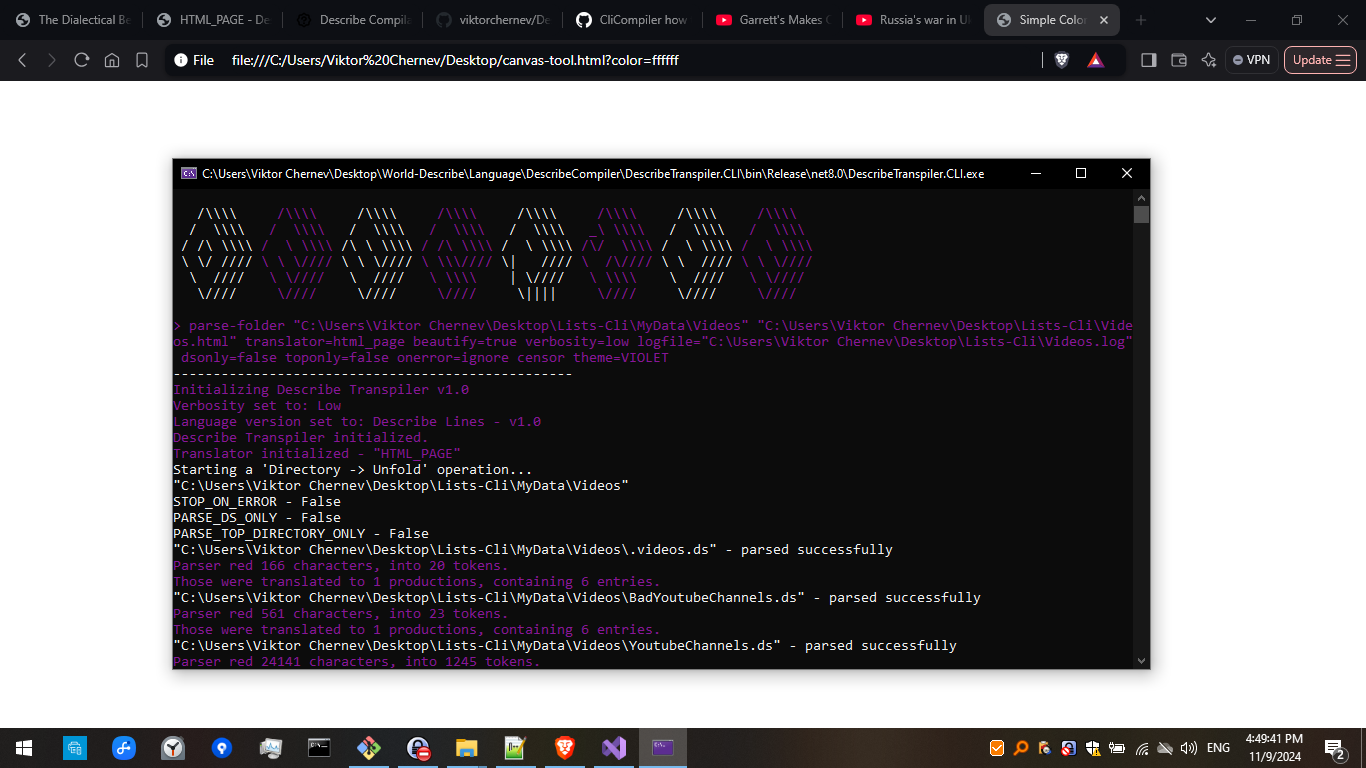 The Dialectical Be
HTML_PAGE - De
Describe Compila
viktorchernev/De
CliCompiler how
Garrett's Makes C
Russia's war in U
Simple Color
File file:///C:/Users/Viktor%20Chernev/Desktop/canvas-tool.html?color=ffffff
VPN
Update
C:\Users\Viktor Chernev\Desktop\World-Describe\Language\DescribeCompiler\DescribeTranspiler.CLI\bin\Release\net8.0\DescribeTranspiler.CLI.exe
> parse-folder "C:\Users\Viktor Chernev\Desktop\Lists-Cli\MyData\Videos" "C:\Users\Viktor Chernev\Desktop\Lists-Cli\Vide
os.html" translator=html_page beautify=true verbosity=low logfile="C:\Users\Viktor Chernev\Desktop\Lists-Cli\Videos.log"
dsonly=false toponly=false onerror=ignore censor theme=VIOLET
--------------------------------------------------
Initializing Describe Transpiler v1.0
Verbosity set to: Low
Language version set to: Describe Lines - v1.0
Describe Transpiler initialized.
Translator initialized - "HTML_PAGE"
Starting a 'Directory -> Unfold' operation...
"C:\Users\Viktor Chernev\Desktop\Lists-Cli\MyData\Videos"
STOP_ON_ERROR - False
PARSE_DS_ONLY - False
PARSE_TOP_DIRECTORY_ONLY - False
"C:\Users\Viktor Chernev\Desktop\Lists-Cli\MyData\Videos\.videos.ds" - parsed successfully
Parser red 166 characters, into 20 tokens.
Those were translated to 1 productions, containing 6 entries.
"C:\Users\Viktor Chernev\Desktop\Lists-Cli\MyData\Videos\BadYoutubeChannels.ds" - parsed successfully
Parser red 561 characters, into 23 tokens.
Those were translated to 1 productions, containing 6 entries.
"C:\Users\Viktor Chernev\Desktop\Lists-Cli\MyData\Videos\YoutubeChannels.ds" - parsed successfully
Parser red 24141 characters, into 1245 tokens.
ENG
4:49:41 PM
11/9/2024
2